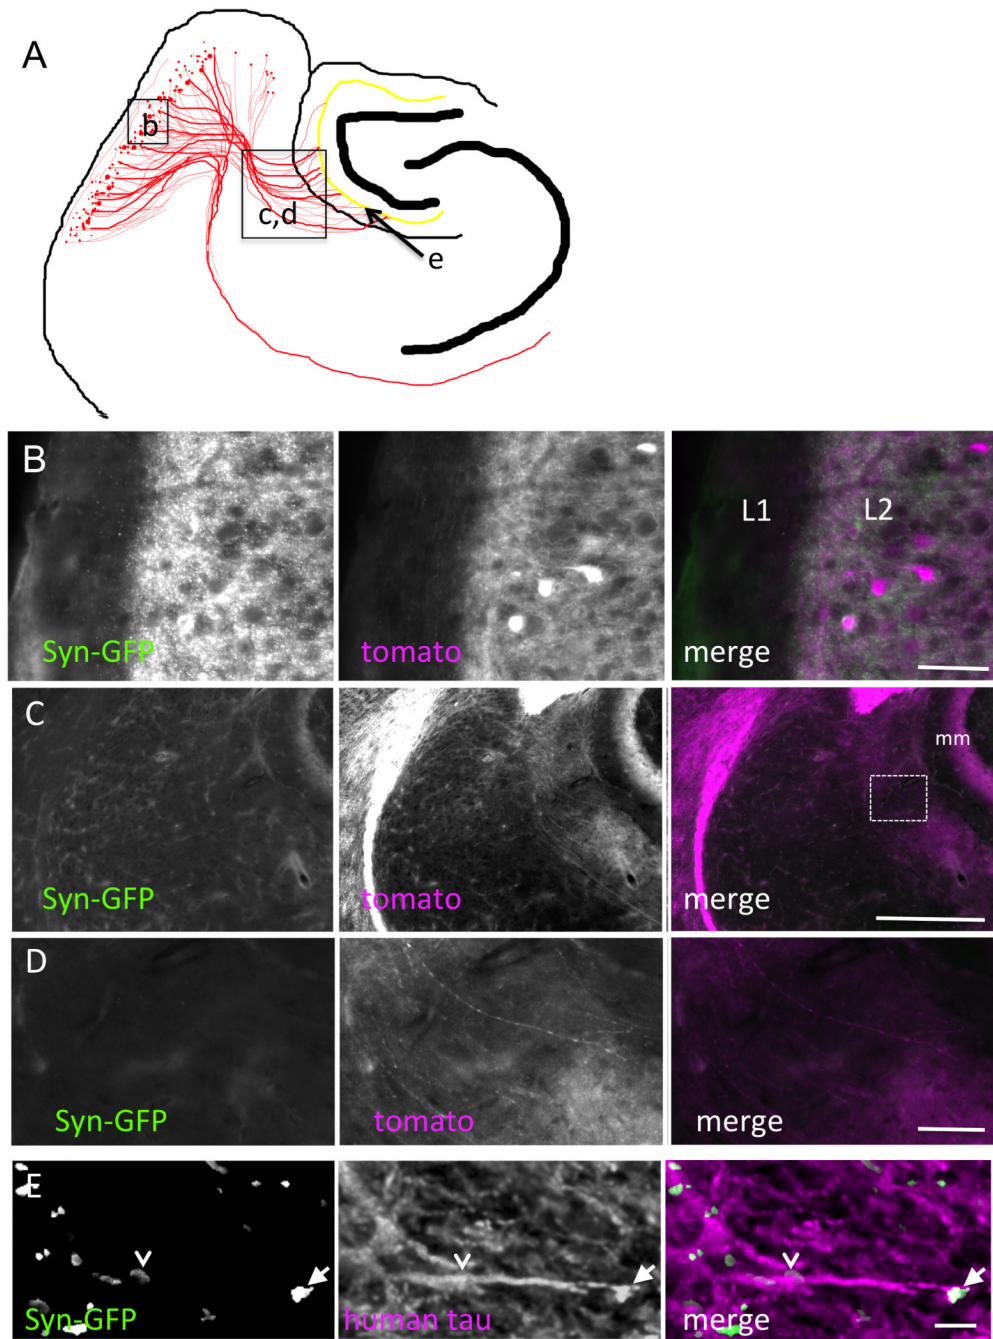 A
b
c,d
e
B
L1
L2
Syn-GFP
tomato
merge
C
mm
Syn-GFP
tomato
merge
D
Syn-GFP
tomato
merge
E
Syn-GFP
human tau
merge